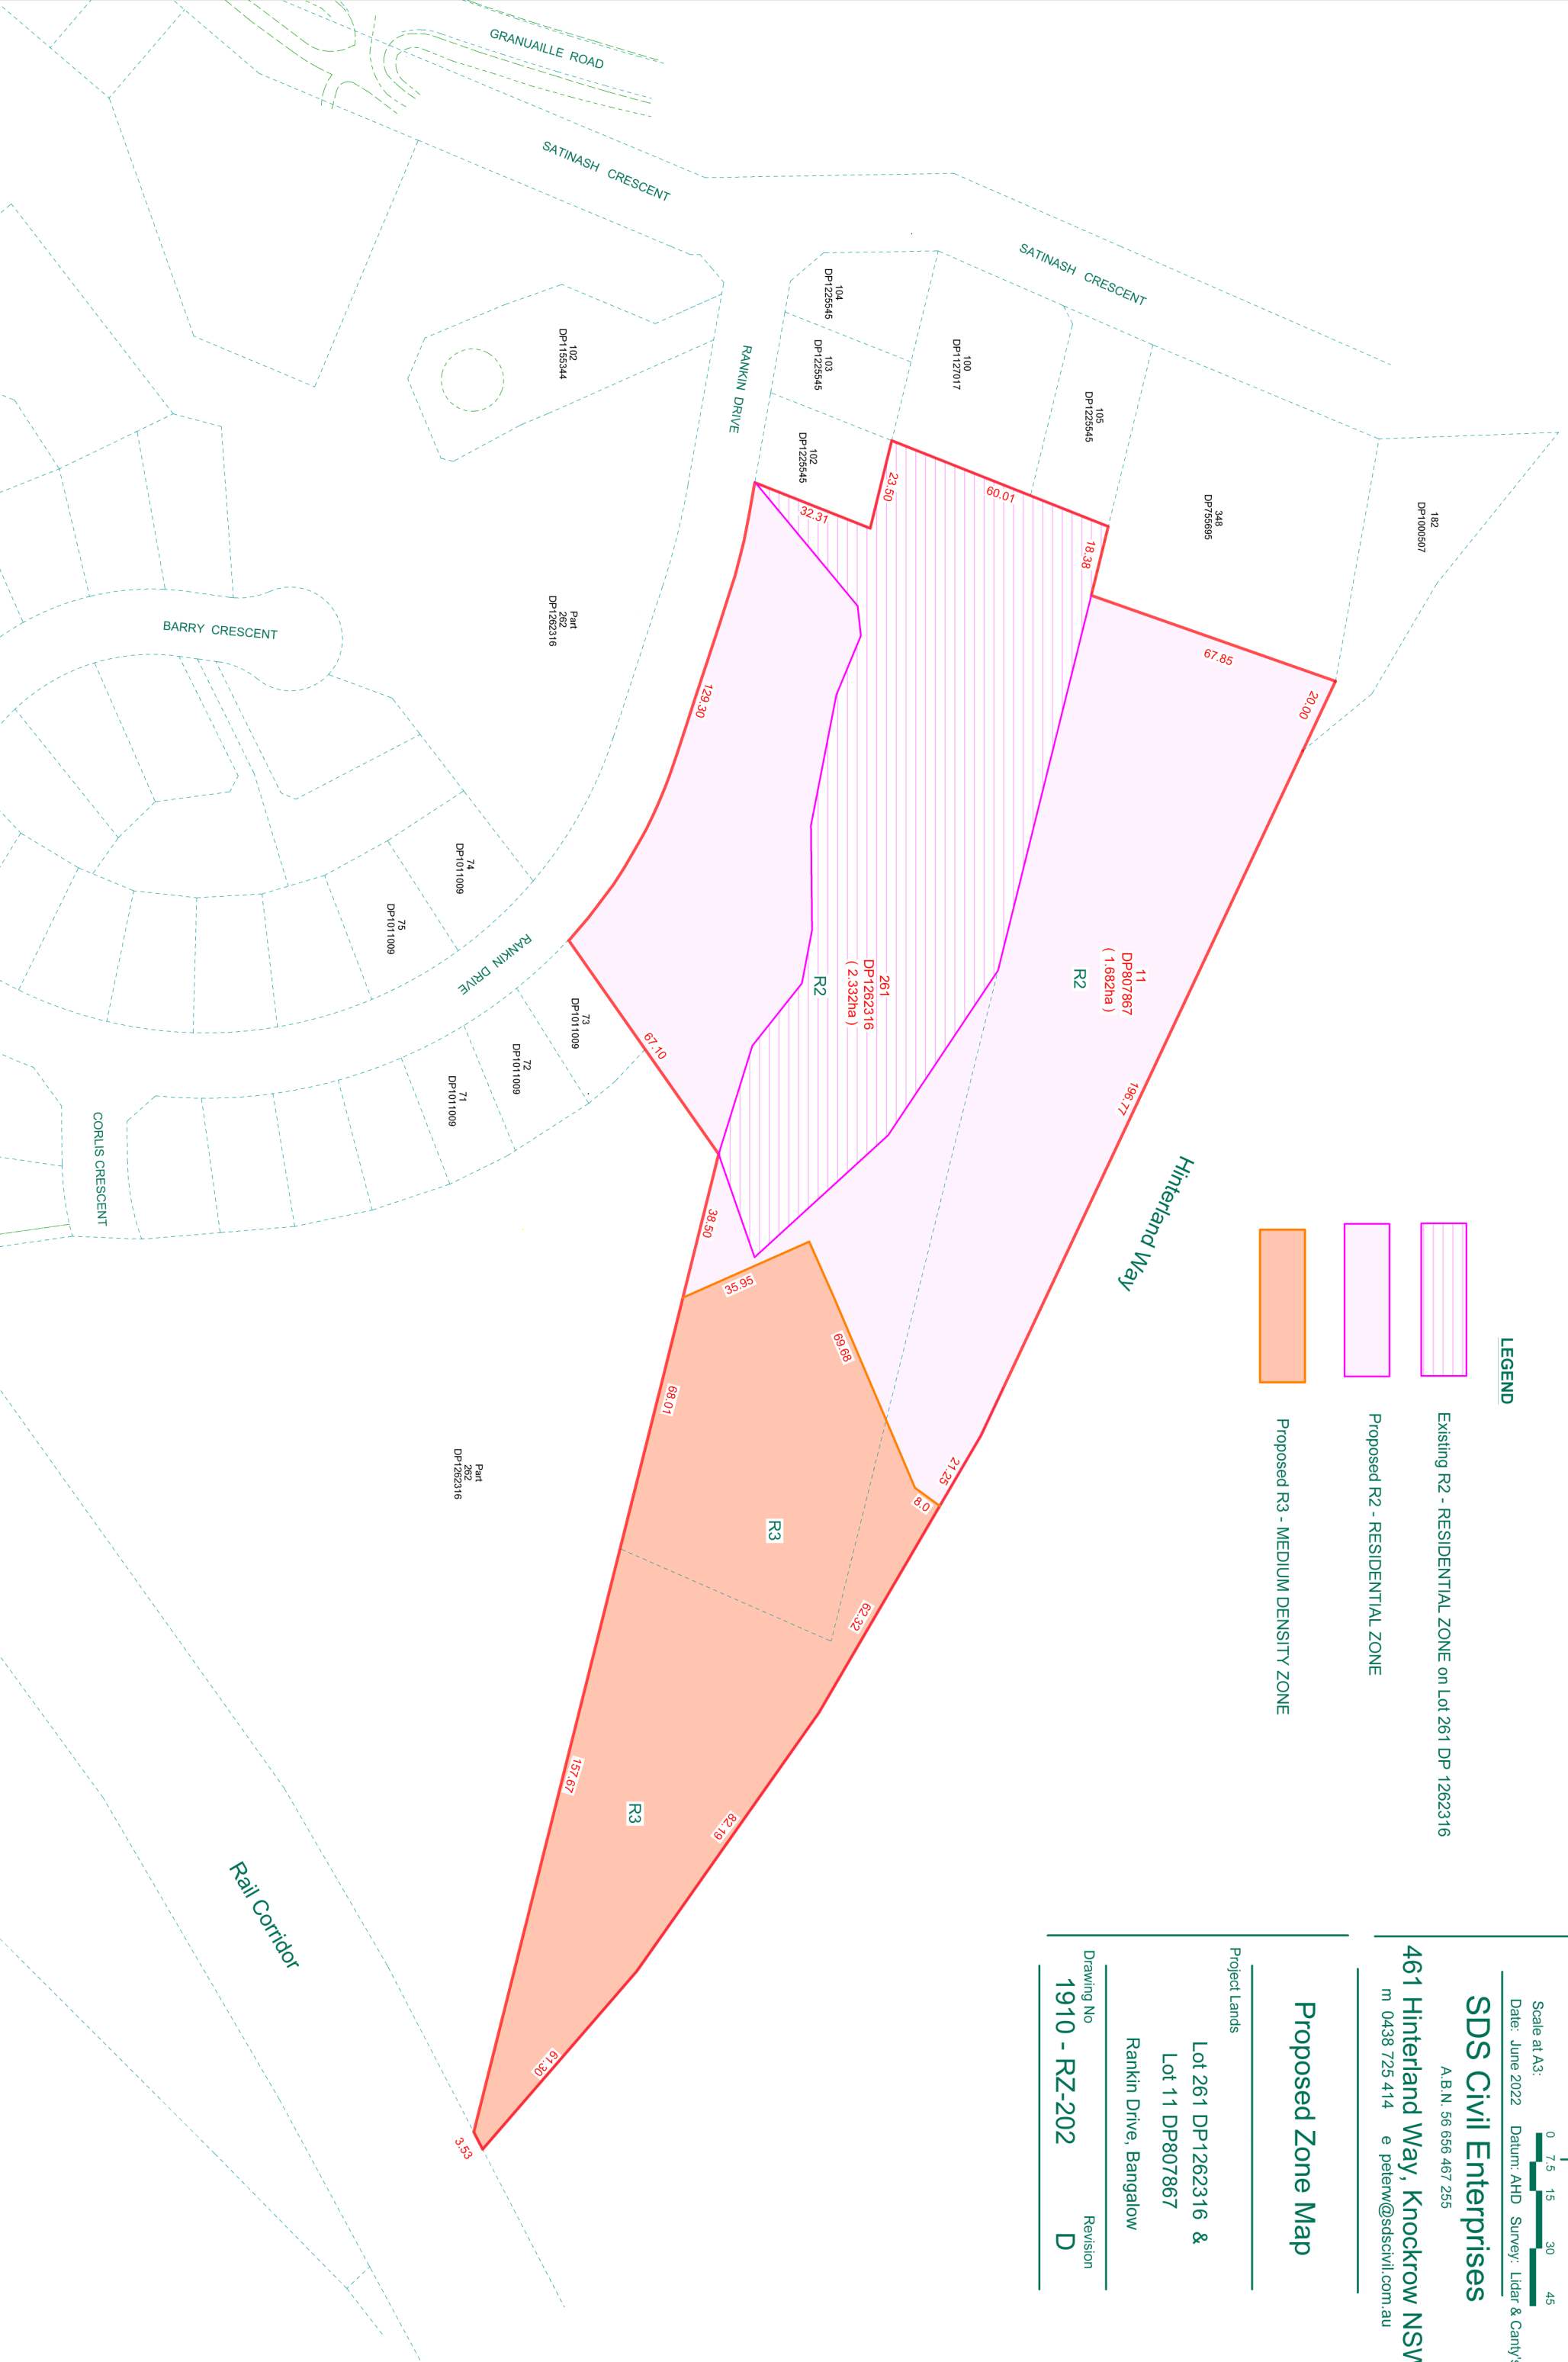 GRANUAILLE ROAD
SATINASH CRESCENT
SATINASH CRESCENT
RANKIN DRIVE
104
DP1225545
103
DP1225545
102
DP1225545
100
DP1127017
105
DP1225545
348
DP755695
182
DP1000507
102
DP1155344
Part
262
DP1262316
BARRY CRESCENT
74
DP1011009
75
DP1011009
RANKIN DRIVE
73
DP1011009
72
DP1011009
71
DP1011009
CORLIS CRESCENT
23.50
60.01
32.31
18.38
67.85
20.00
129.30
196.77
67.10
38.50
35.95
69.68
21.25
8.0
68.01
62.32
157.67
82.19
61.30
3.53
11
DP807867
( 1.682ha )
R2
261
DP1262316
( 2.332ha )
R2
R3
R3
Hinterland Way
Part
262
DP1262316
Rail Corridor
LEGEND
Existing R2 - RESIDENTIAL ZONE on Lot 261 DP 1262316
Proposed R2 - RESIDENTIAL ZONE
Proposed R3 - MEDIUM DENSITY ZONE
Scale at A3:
0 7.5 15 30 45
Date: June 2022 Datum: AHD Survey: Lidar & Canty's
SDS Civil Enterprises
A.B.N. 56 656 467 255
461 Hinterland Way, Knockrow NSW
m 0438 725 414 e peterw@sdscivil.com.au
Proposed Zone Map
Project Lands
Lot 261 DP1262316 &
Lot 11 DP807867
Rankin Drive, Bangalow
Drawing No
Revision
1910 - RZ-202
D